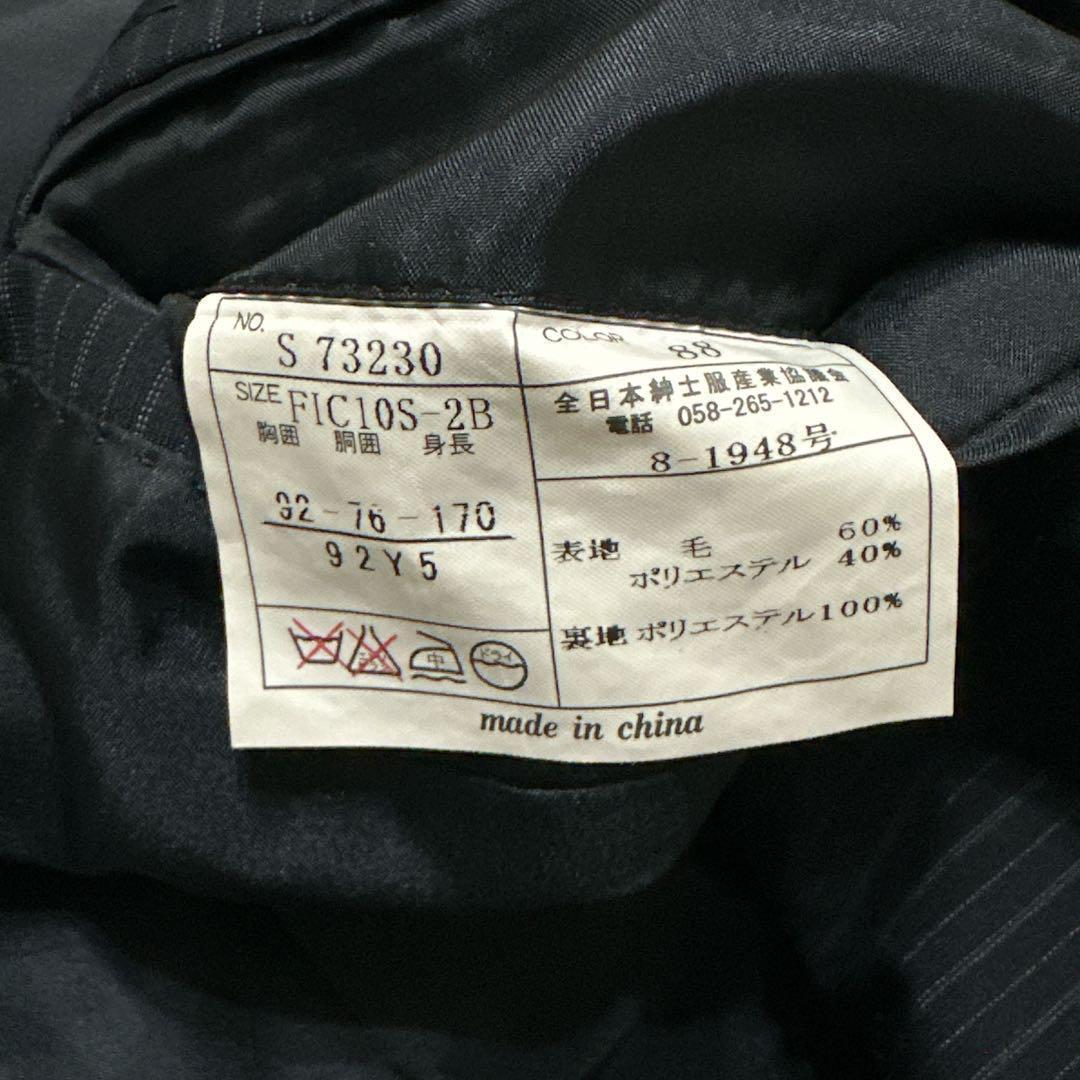 NO.
S 73230
COLOR
88
SIZE FIC10S-2B
胸囲 胴囲 身長
92-76-170
92Y5
全日本紳士服産業協議会
電話 058-265-1212
8-1948号
表地 毛 60%
ポリエステル 40%
裏地 ポリエステル 100%
中
ドライ
made in china